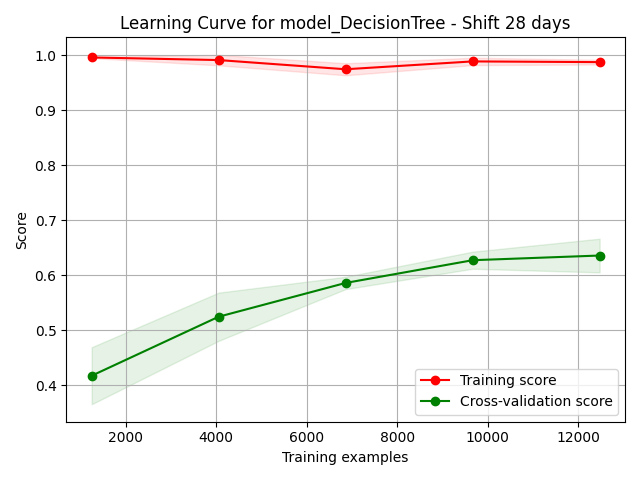 Learning Curve for model_DecisionTree - Shift 28 days
Score
1.0
0.9
0.8
0.7
0.6
0.5
0.4
2000
4000
6000
8000
10000
12000
Training examples
Training score
Cross-validation score